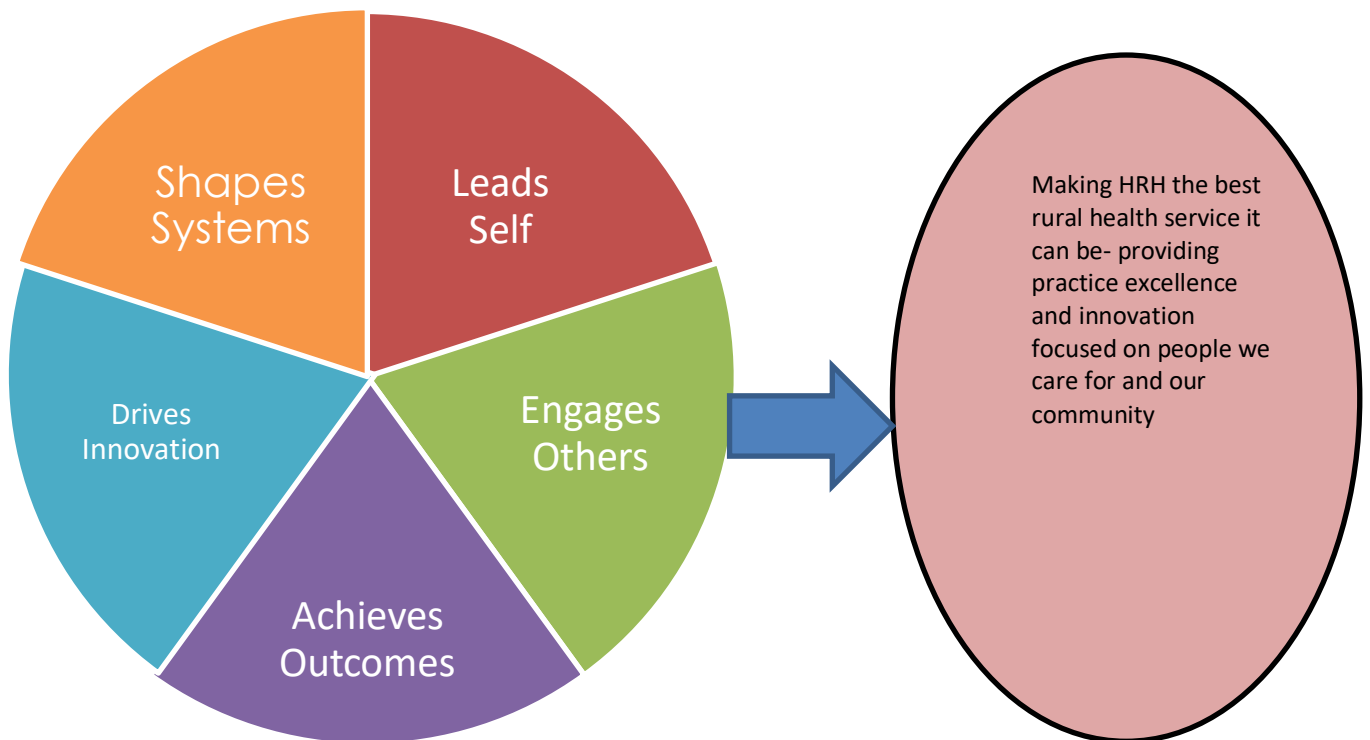 Shapes
Systems
Leads
Self
Engages
Others
Achieves
Outcomes
Drives
Innovation
Making HRH the best
rural health service it
can be- providing
practice excellence
and innovation
focused on people we
care for and our
community